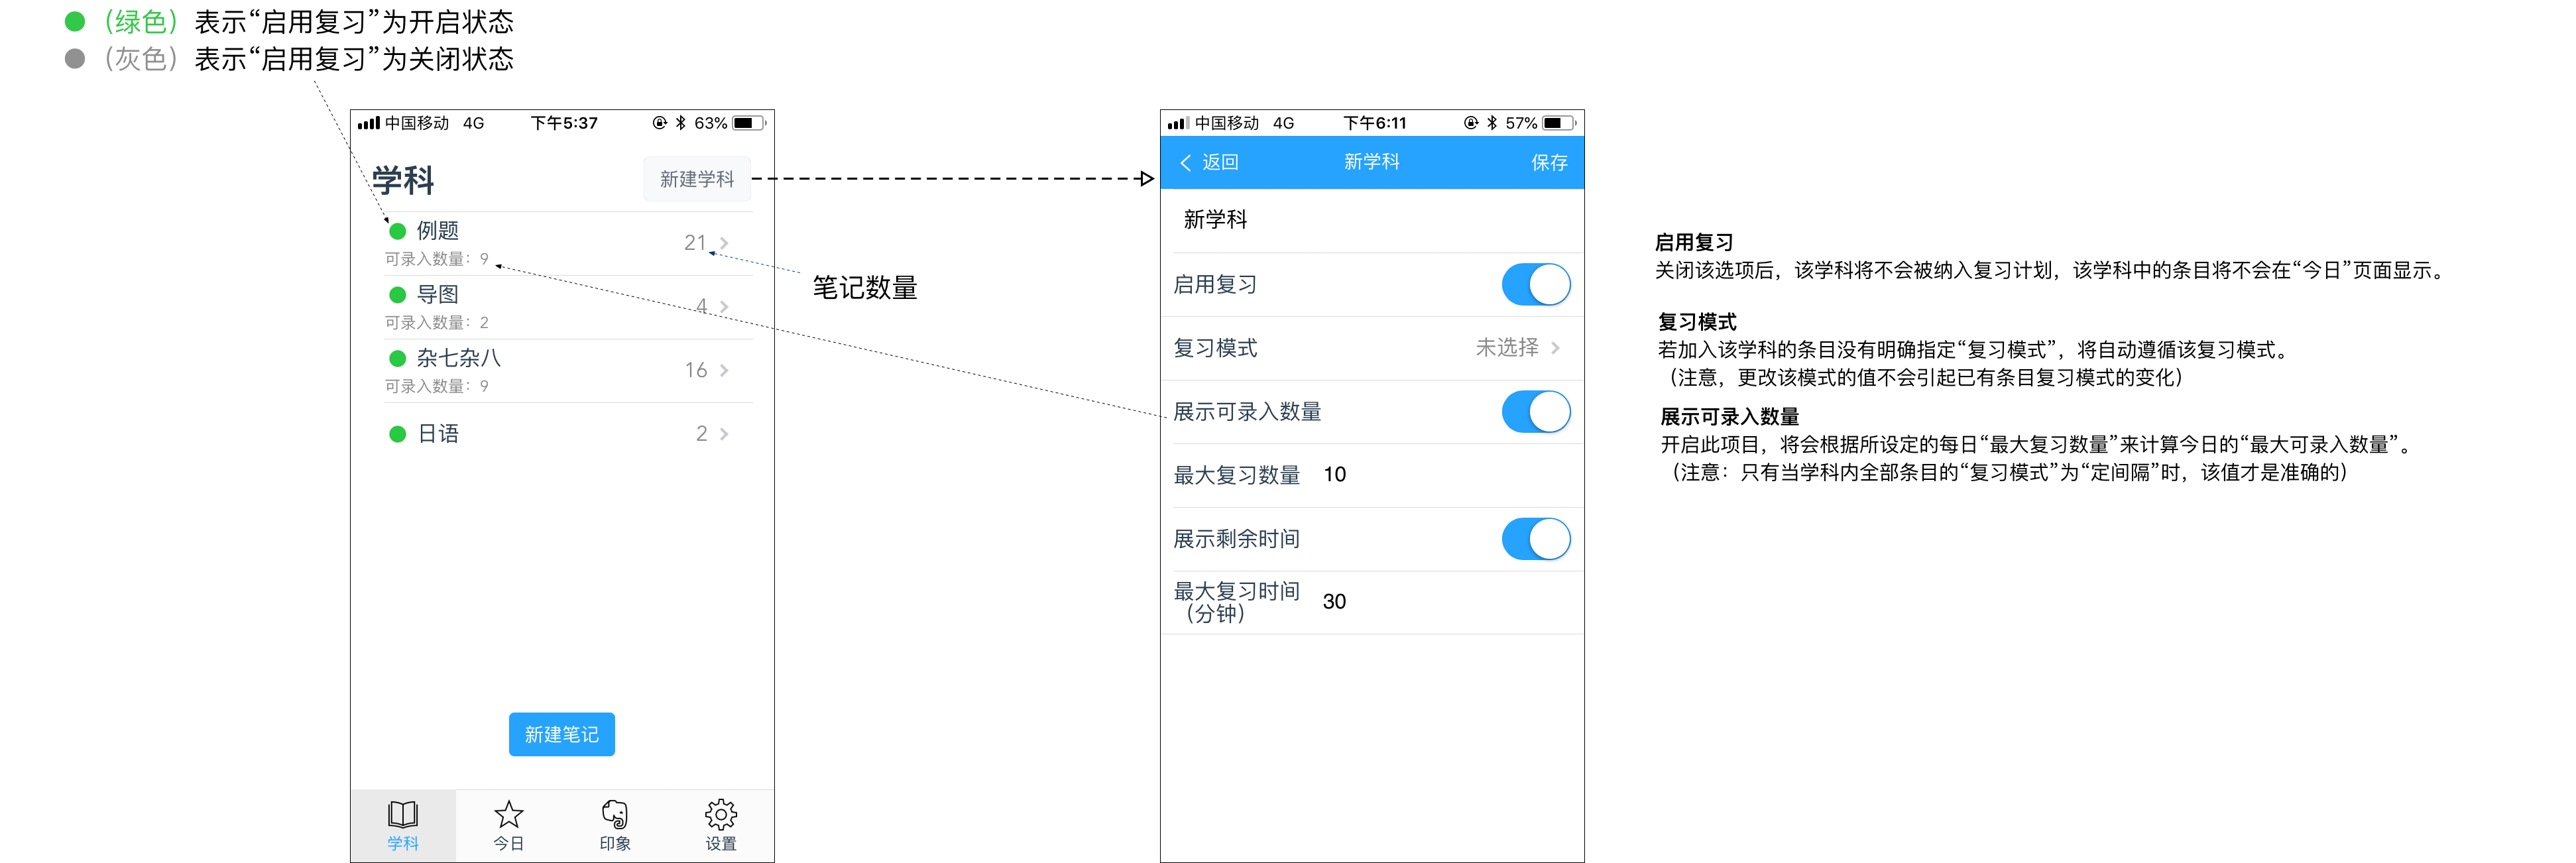 （绿色）表示“启用复习”为开启状态
（灰色）表示“启用复习”为关闭状态
中国移动 4G 下午5:37 63%
学科 新建学科
例题 21
可录入数量：9
导图 4
可录入数量：2
杂七杂八 16
可录入数量：9
日语 2
新建笔记
学科 今日 印象 设置
笔记数量
中国移动 4G 下午6:11 57%
返回 新学科 保存
新学科
启用复习
复习模式 未选择
展示可录入数量
最大复习数量 10
展示剩余时间
最大复习时间
（分钟） 30
启用复习
关闭该选项后，该学科将不会被纳入复习计划，该学科中的条目将不会在“今日”页面显示。
复习模式
若加入该学科的条目没有明确指定“复习模式”，将自动遵循该复习模式。
（注意，更改该模式的值不会引起已有条目复习模式的变化）
展示可录入数量
开启此项目，将会根据所设定的每日“最大复习数量”来计算今日的“最大可录入数量”。
（注意：只有当学科内全部条目的“复习模式”为“定间隔”时，该值才是准确的）